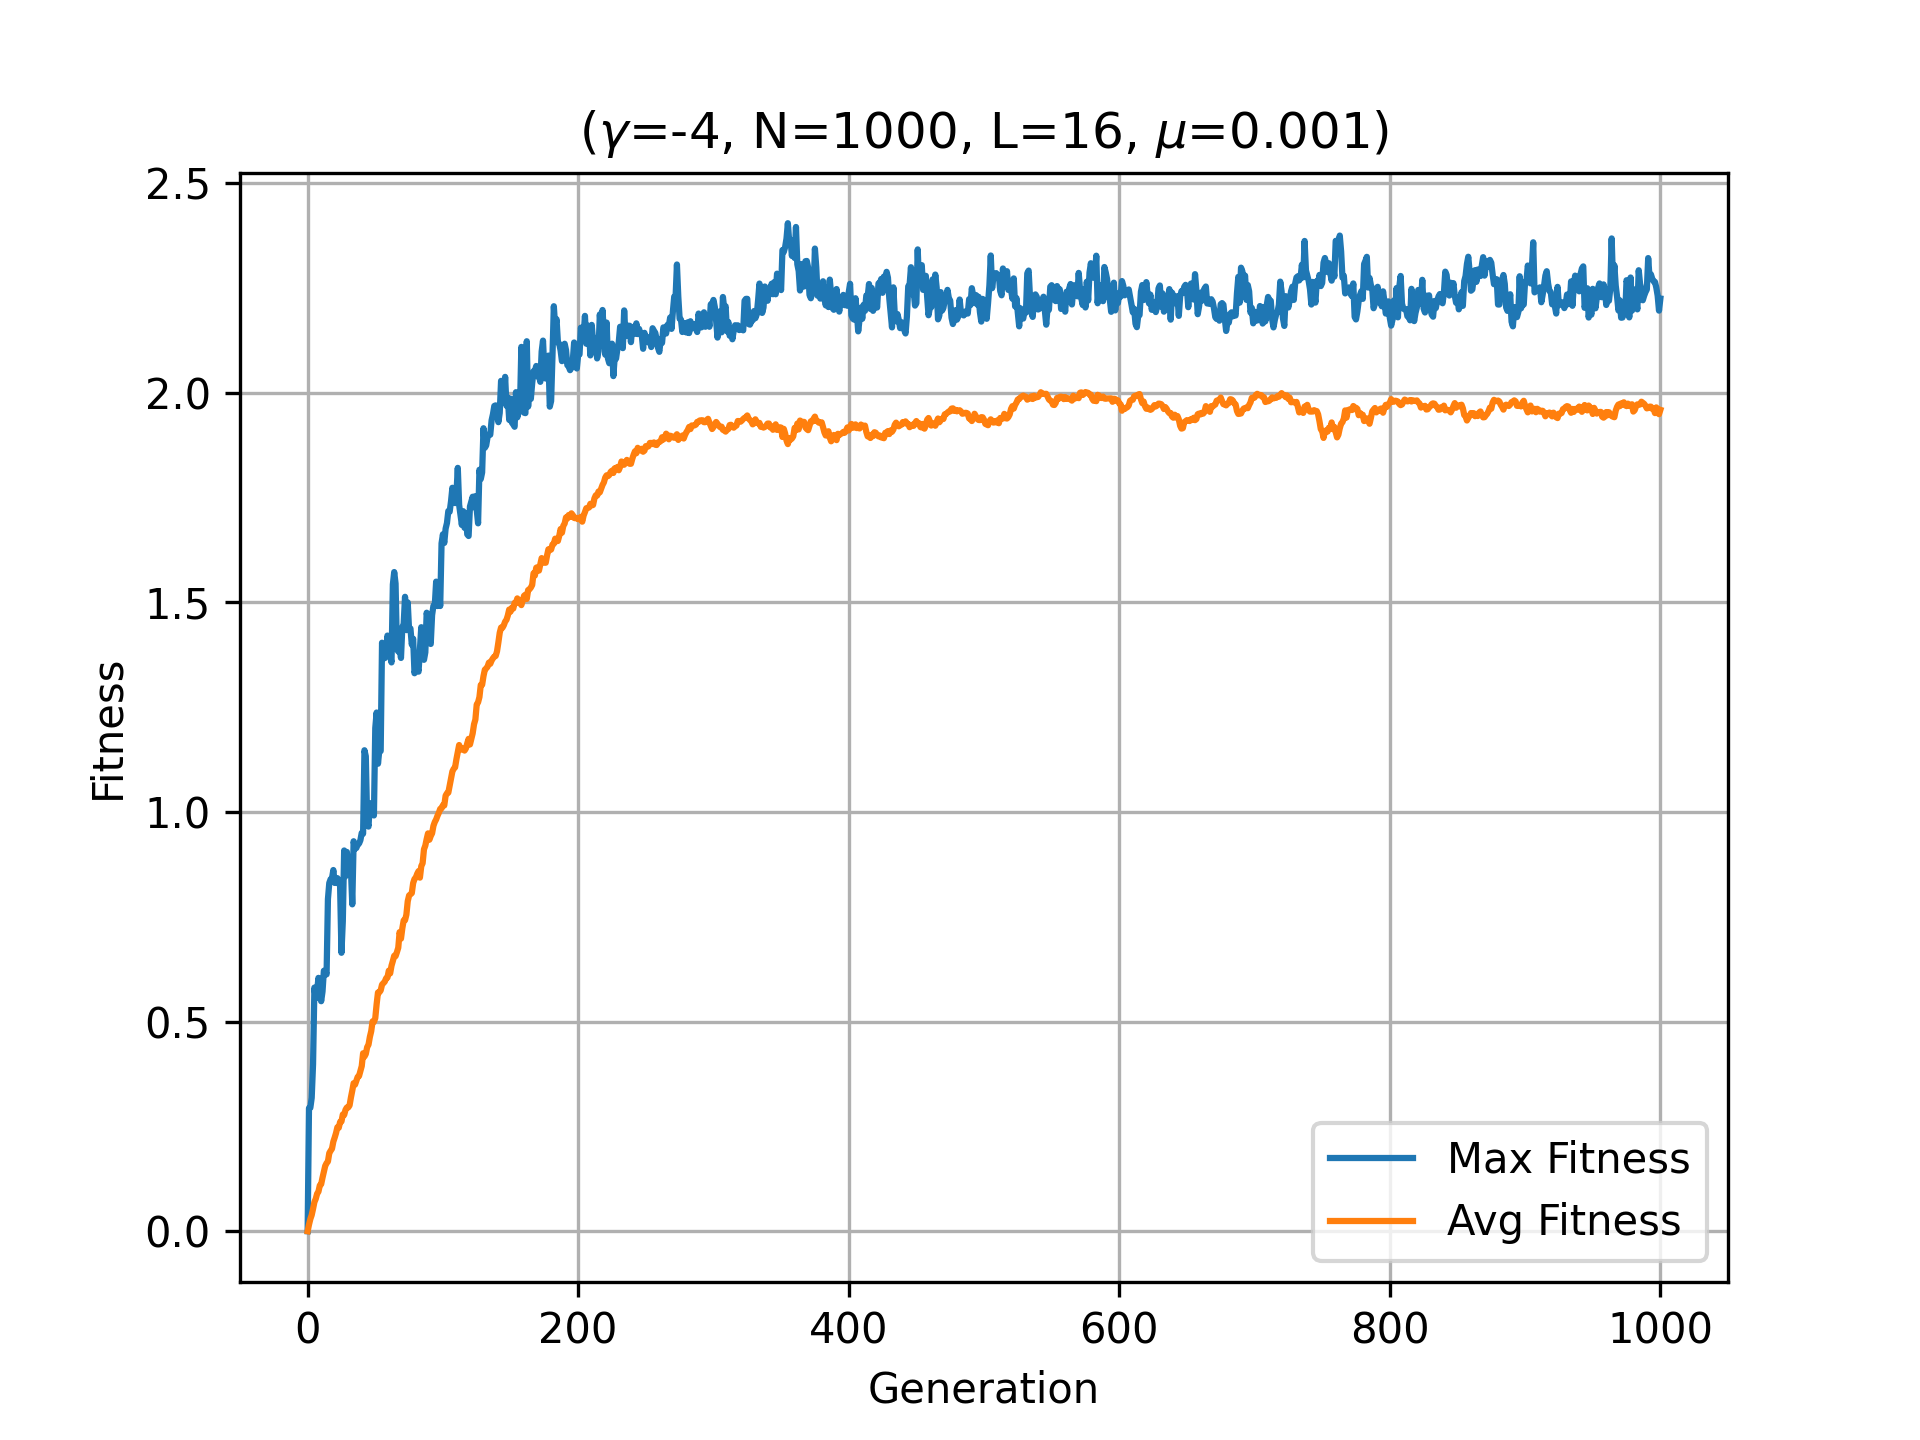 (γ=-4, N=1000, L=16, μ=0.001)
2.5
2.0
1.5
1.0
0.5
0.0
Fitness
0 200 400 600 800 1000
Generation
Max Fitness
Avg Fitness